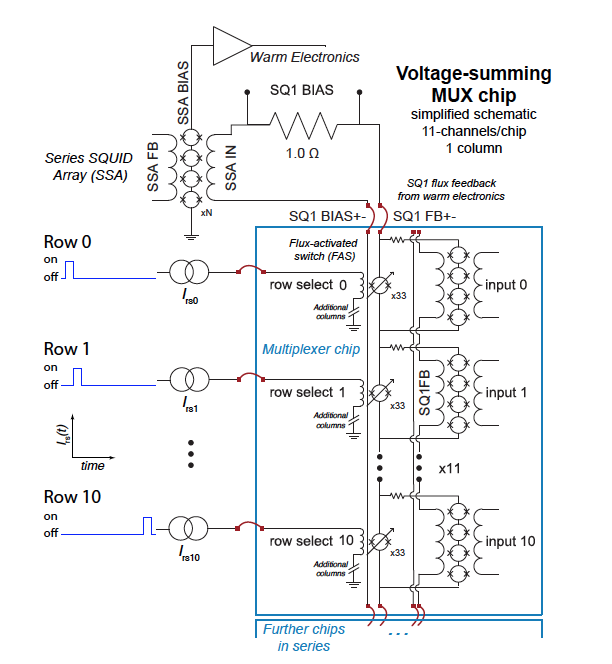 Warm Electronics
SSA BIAS
SQ1 BIAS
Voltage-summing
MUX chip
simplified schematic
11-channels/chip
1 column
Series SQUID
Array (SSA)
SSA FB
SSA IN
1.0 Ω
xN
SQ1 flux feedback
from warm electronics
SQ1 BIAS+-
SQ1 FB+-
Row 0
on
off
Irs0
Flux-activated
switch (FAS)
row select 0
x33
input 0
Additional
columns
Multiplexer chip
Row 1
on
off
Irs1
row select 1
x33
SQ1FB
input 1
Additional
columns
Irs(t)
time
x11
Row 10
on
off
Irs10
row select 10
x33
input 10
Additional
columns
Further chips
in series